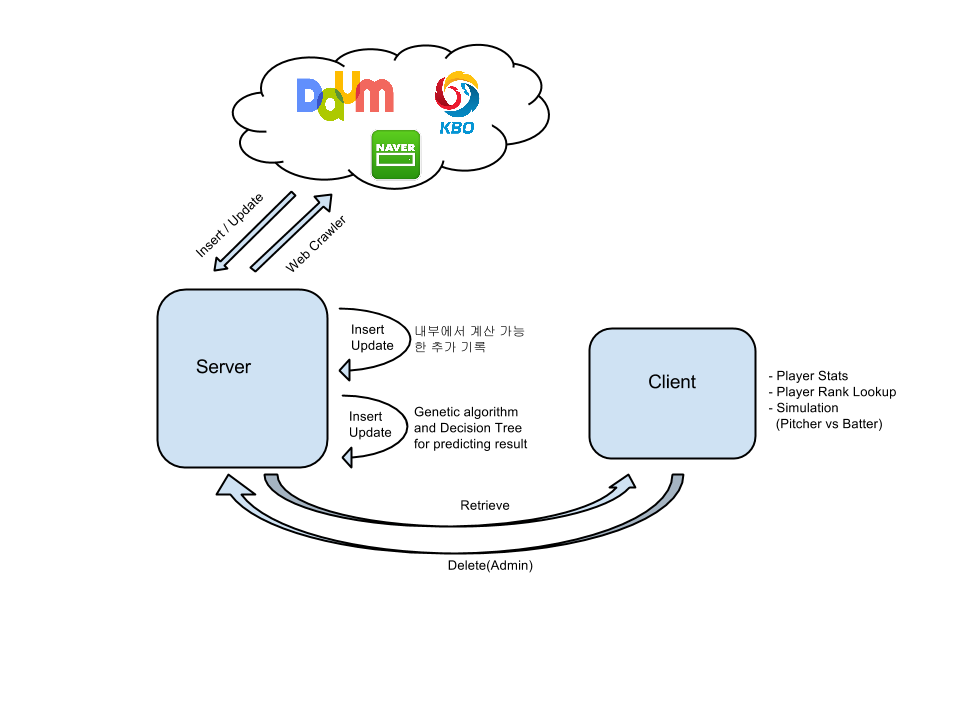 Daum
KBO
NAVER
Insert / Update
Web Crawler
Server
Insert
Update
내부에서 계산 가능
한 추가 기록
Insert
Update
Genetic algorithm
and Decision Tree
for predicting result
Client
- Player Stats
- Player Rank Lookup
- Simulation
(Pitcher vs Batter)
Retrieve
Delete(Admin)